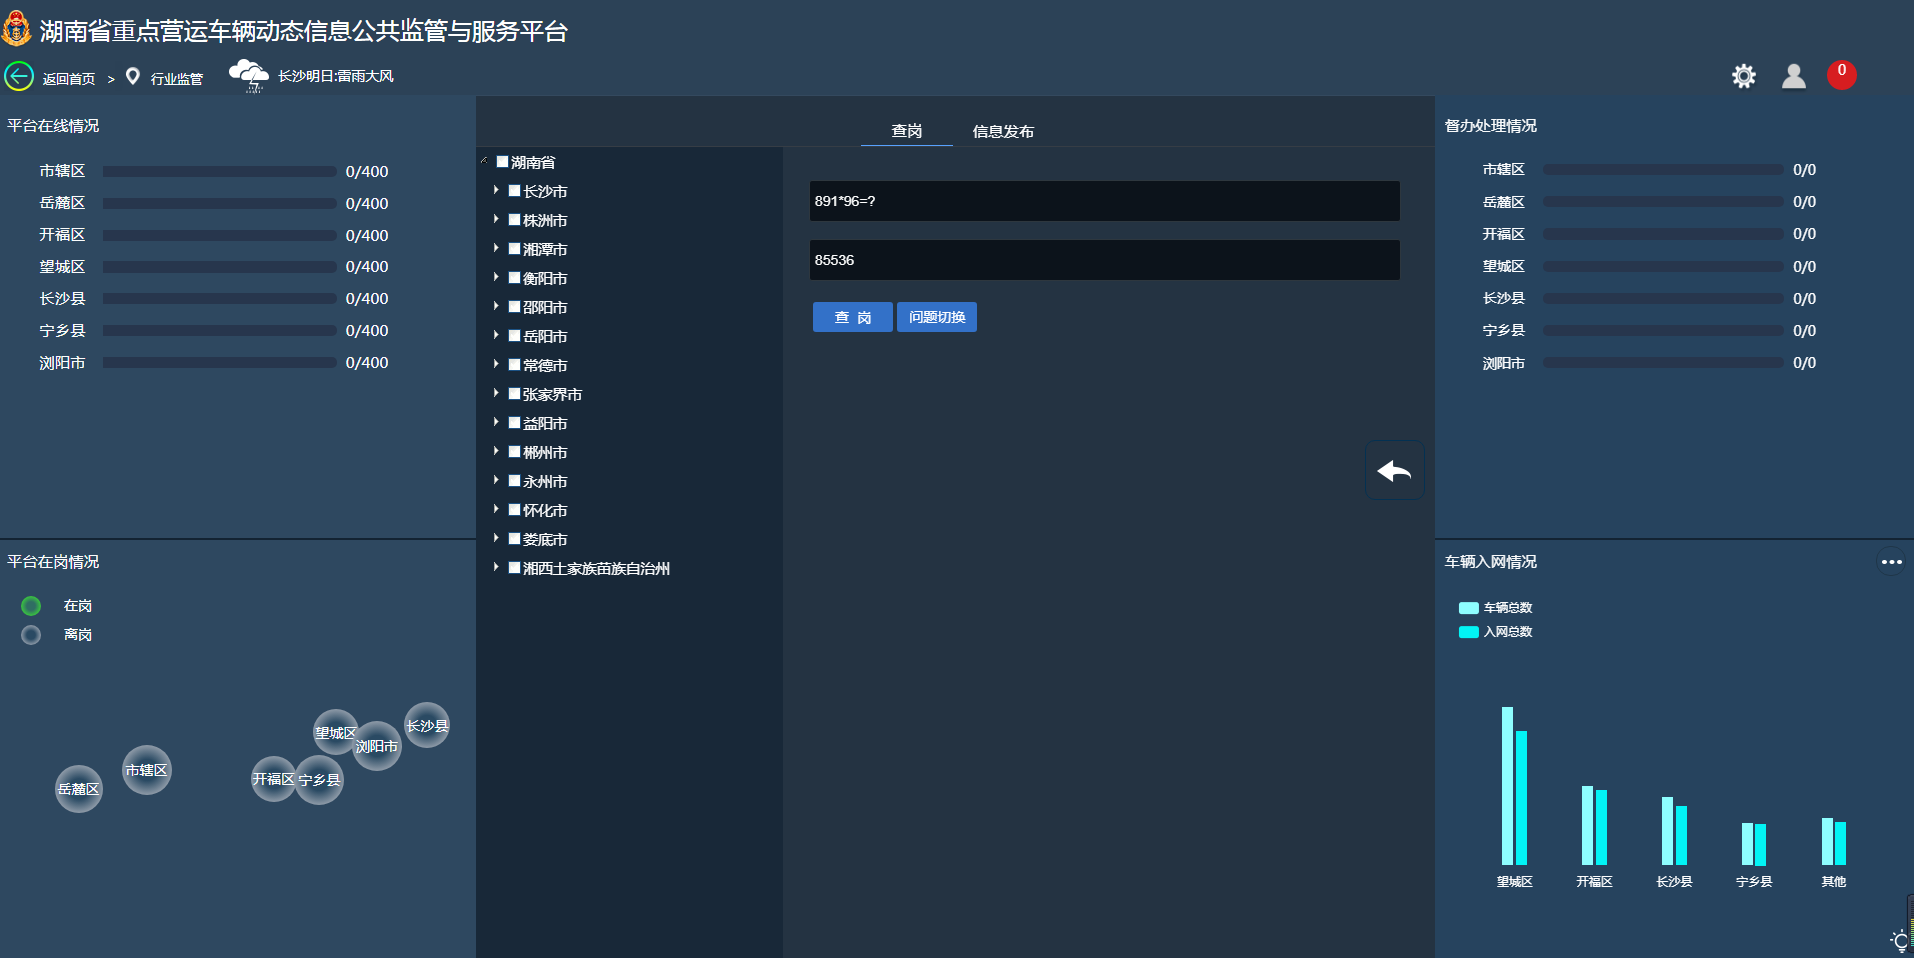 湖南省重点营运车辆动态信息公共监管与服务平台
返回首页 > 行业监管 长沙明日:雷雨大风
0
平台在线情况
市辖区 0/400
岳麓区 0/400
开福区 0/400
望城区 0/400
长沙县 0/400
宁乡县 0/400
浏阳市 0/400
平台在岗情况
在岗
离岗
望城区
浏阳市
长沙县
岳麓区
市辖区
开福区
宁乡县
查岗 信息发布
湖南省
长沙市
株洲市
湘潭市
衡阳市
邵阳市
岳阳市
常德市
张家界市
益阳市
郴州市
永州市
怀化市
娄底市
湘西土家族苗族自治州
891*96=?
85536
查 岗 问题切换
督办处理情况
市辖区 0/0
岳麓区 0/0
开福区 0/0
望城区 0/0
长沙县 0/0
宁乡县 0/0
浏阳市 0/0
车辆入网情况
车辆总数
入网总数
望城区 开福区 长沙县 宁乡县 其他